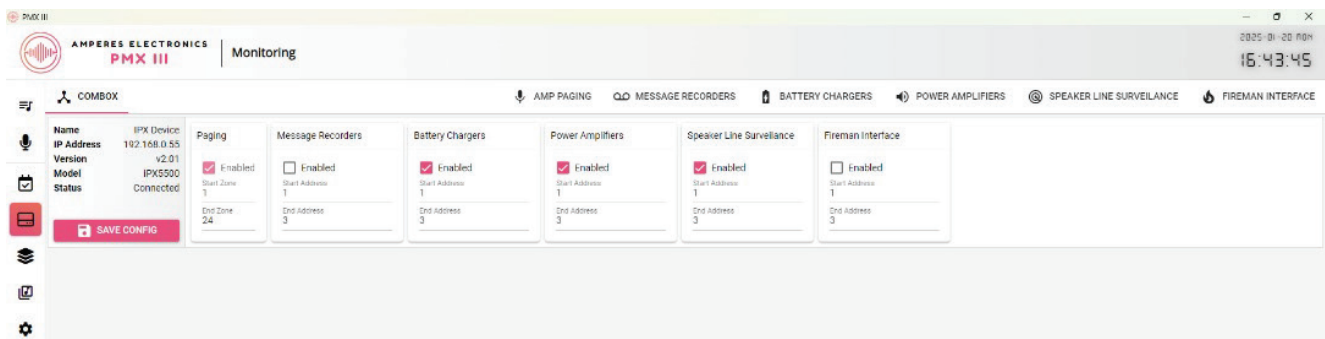 PMX III
AMPERES ELECTRONICS
PMX III
Monitoring
2025-01-20 MON
16:43:45
COMBOX
AMP PAGING
MESSAGE RECORDERS
BATTERY CHARGERS
POWER AMPLIFIERS
SPEAKER LINE SURVEILANCE
FIREMAN INTERFACE
Name IPX Device
IP Address 192.168.0.55
Version v2.01
Model IPX5500
Status Connected
SAVE CONFIG
Paging
Enabled
Start Zone
1
End Zone
24
Message Recorders
Enabled
Start Address
1
End Address
3
Battery Chargers
Enabled
Start Address
1
End Address
3
Power Amplifiers
Enabled
Start Address
1
End Address
3
Speaker Line Surveilance
Enabled
Start Address
1
End Address
3
Fireman Interface
Enabled
Start Address
1
End Address
3